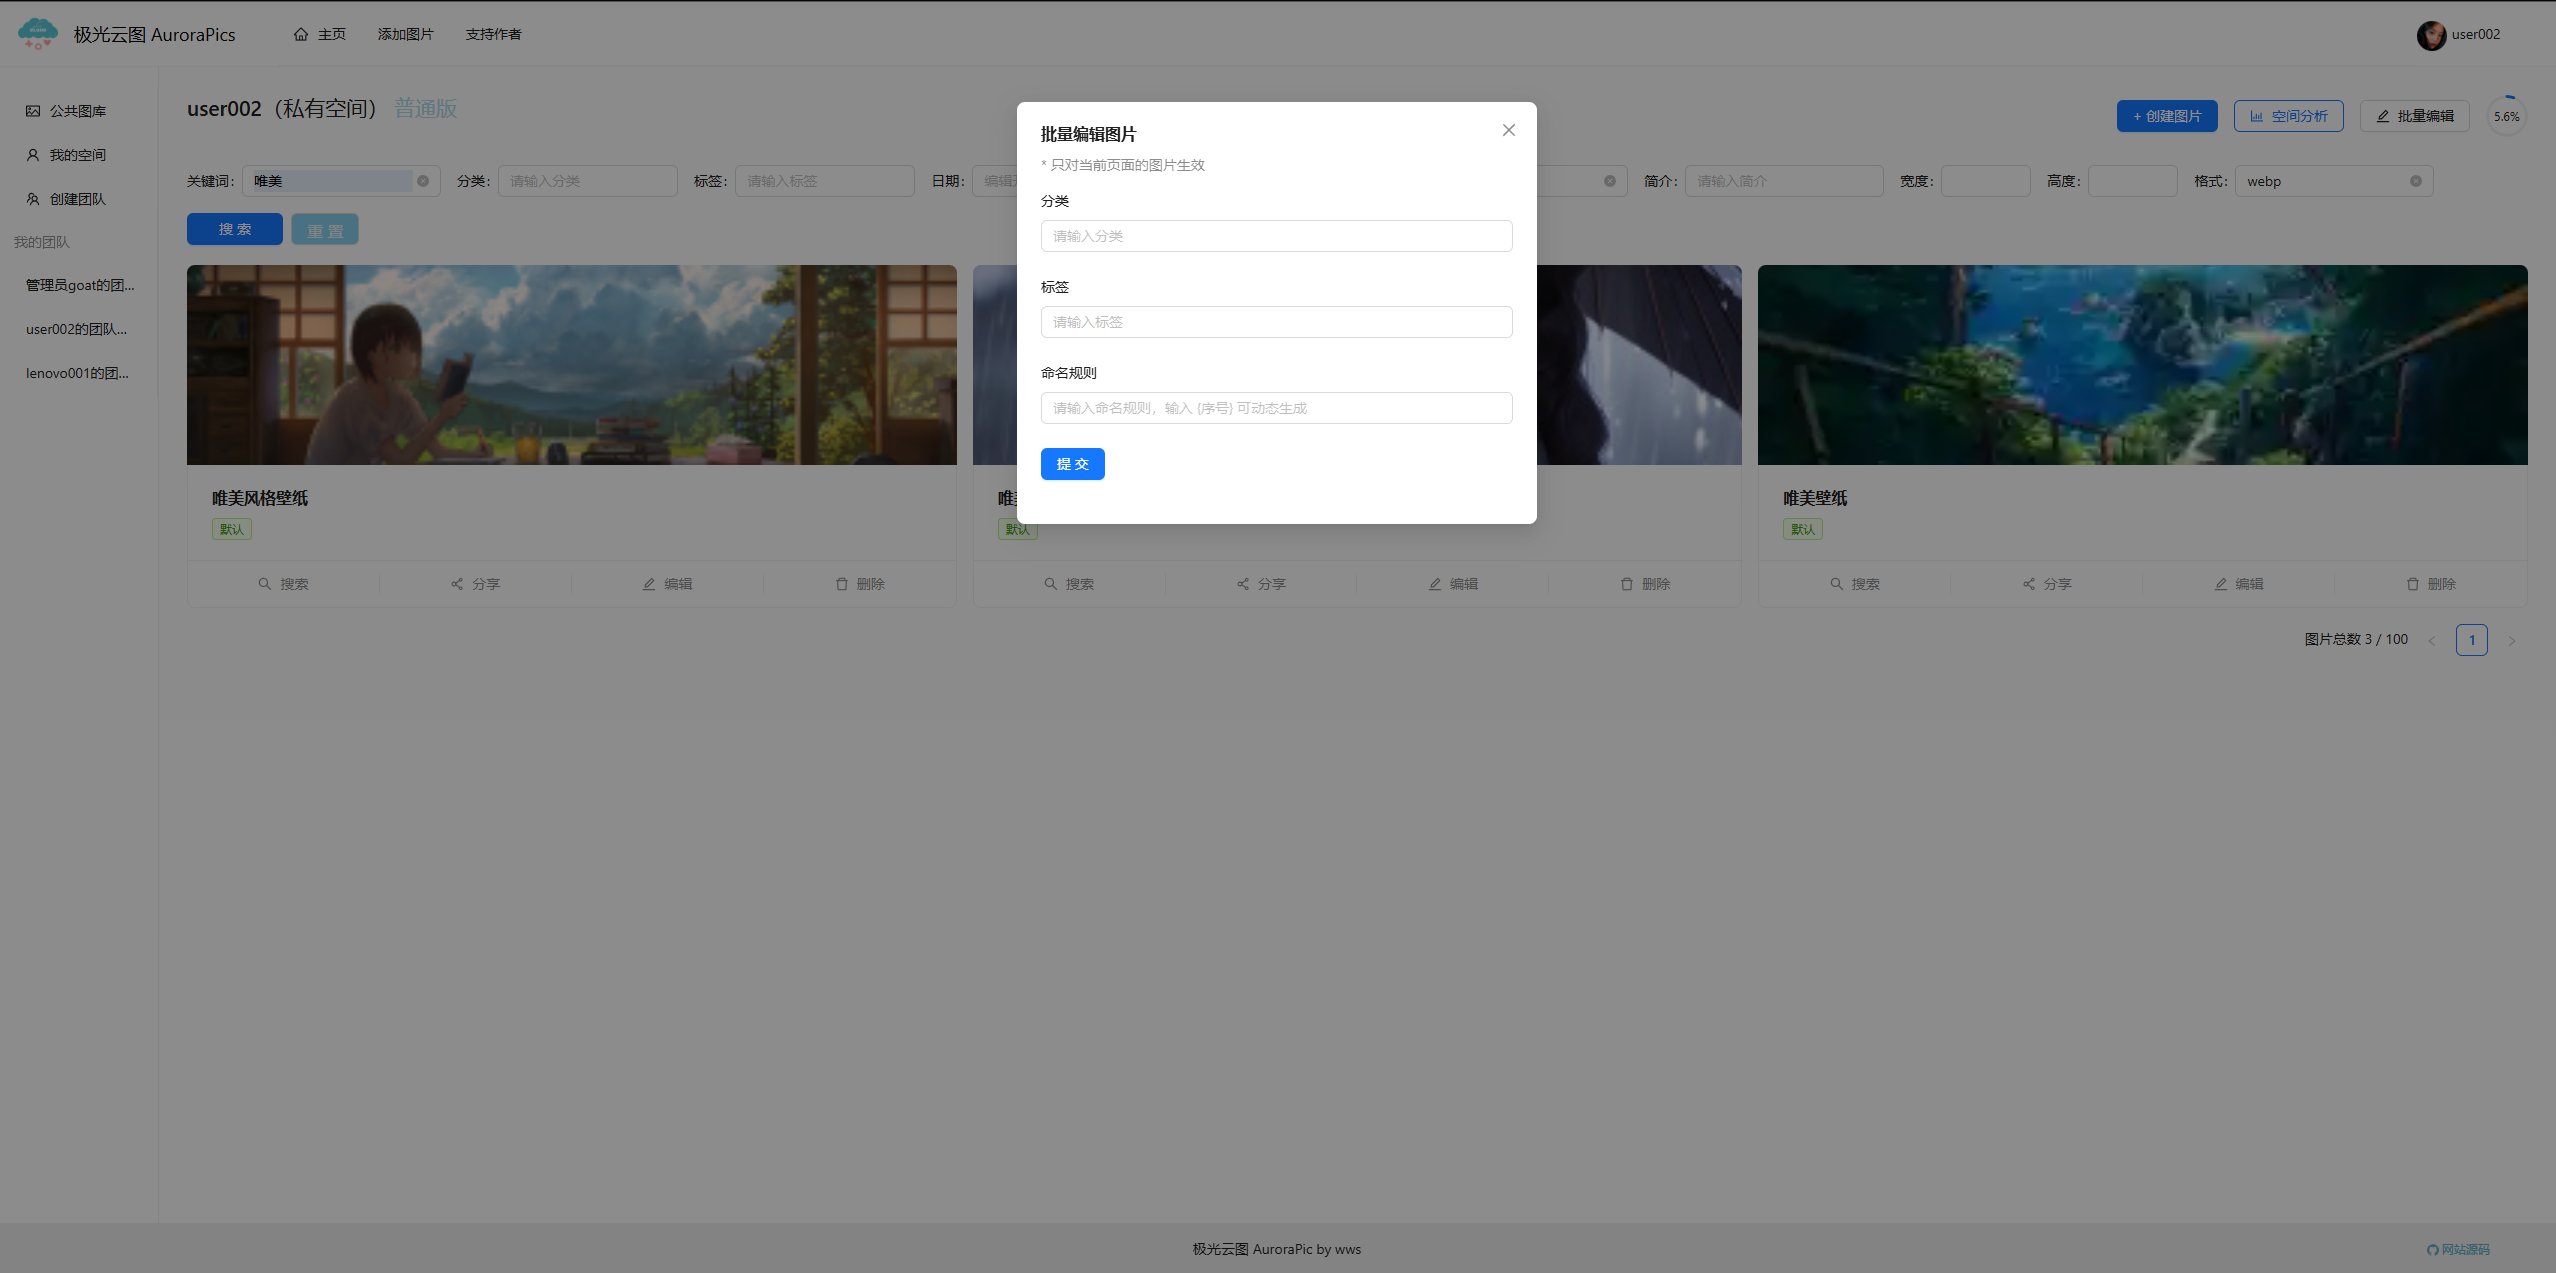 极光云图 AuroraPics 主页 添加图片 支持作者 user002
公共图库
我的空间
创建团队
我的团队
管理员goat的团...
user002的团队...
lenovo001的团...
user002（私有空间） 普通版
+ 创建图片 空间分析 批量编辑 5.6%
关键词: 唯美 分类: 请输入分类 标签: 请输入标签 日期: 编辑 简介: 请输入简介 宽度: 高度: 格式: webp
搜 索 重 置
批量编辑图片
* 只对当前页面的图片生效
分类
请输入分类
标签
请输入标签
命名规则
请输入命名规则，输入 {序号} 可动态生成
提 交
唯美风格壁纸
默认
搜索 分享 编辑 删除
唯
默认
搜索 分享 编辑 删除
唯美壁纸
默认
搜索 分享 编辑 删除
图片总数 3 / 100 1
极光云图 AuroraPic by wws
网站源码